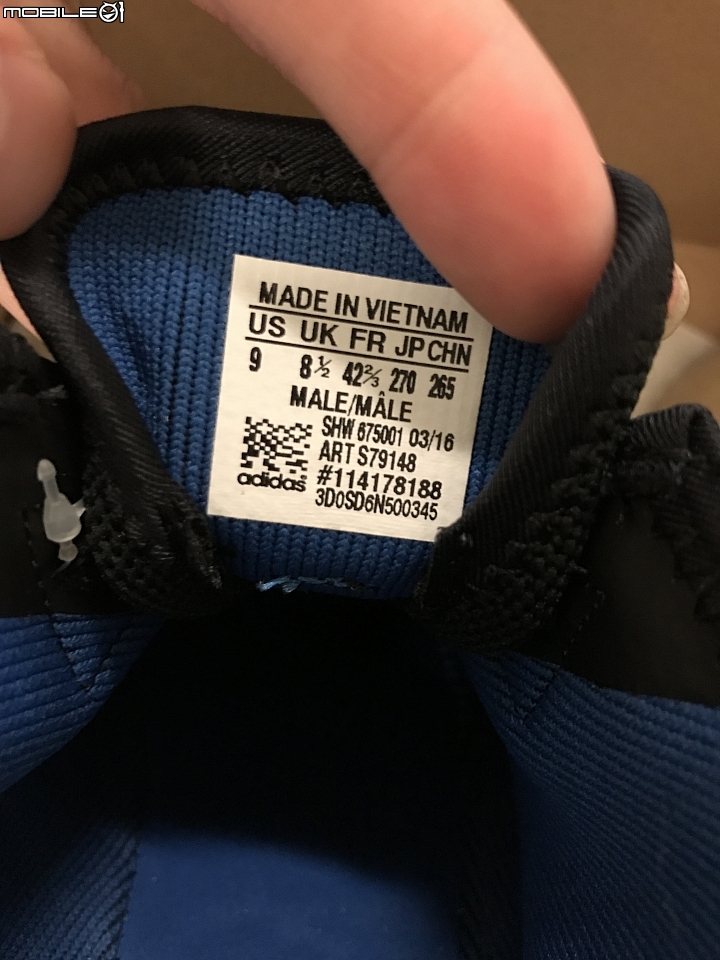 MOBILE01
MADE IN VIETNAM
US UK FR JP CHN
9 8½ 42⅔ 270 265
MALE/MÂLE
SHW 675001 03/16
ART S79148
#114178188
adidas
3D0SD6N500345